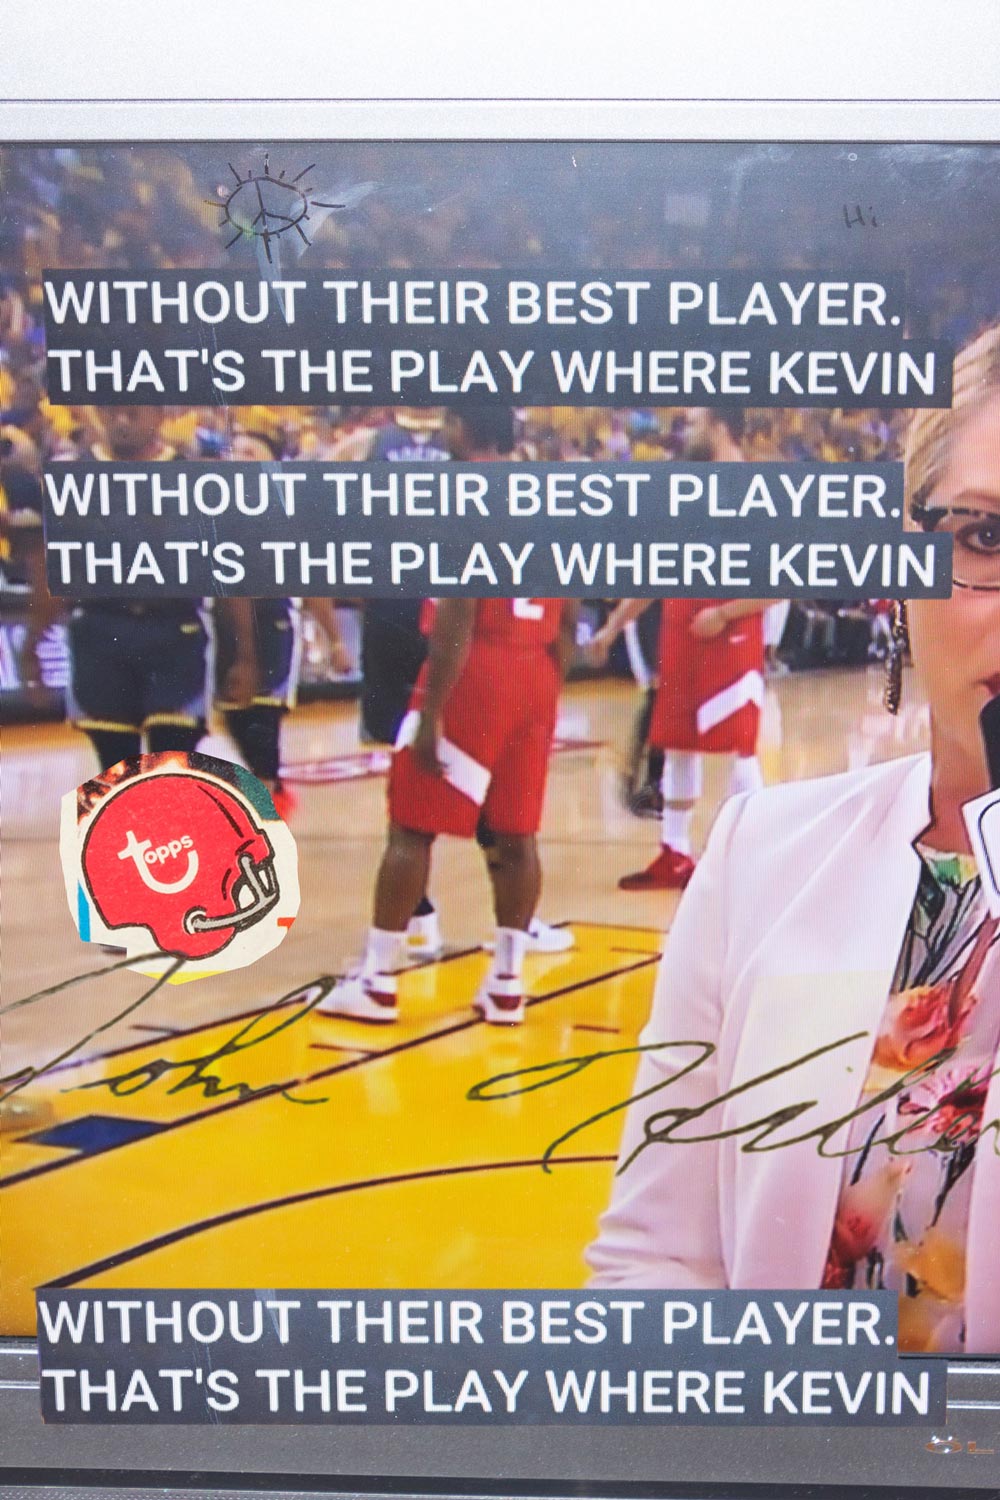 Hi
WITHOUT THEIR BEST PLAYER.
THAT'S THE PLAY WHERE KEVIN
WITHOUT THEIR BEST PLAYER.
THAT'S THE PLAY WHERE KEVIN
2
topps
John
WITHOUT THEIR BEST PLAYER.
THAT'S THE PLAY WHERE KEVIN